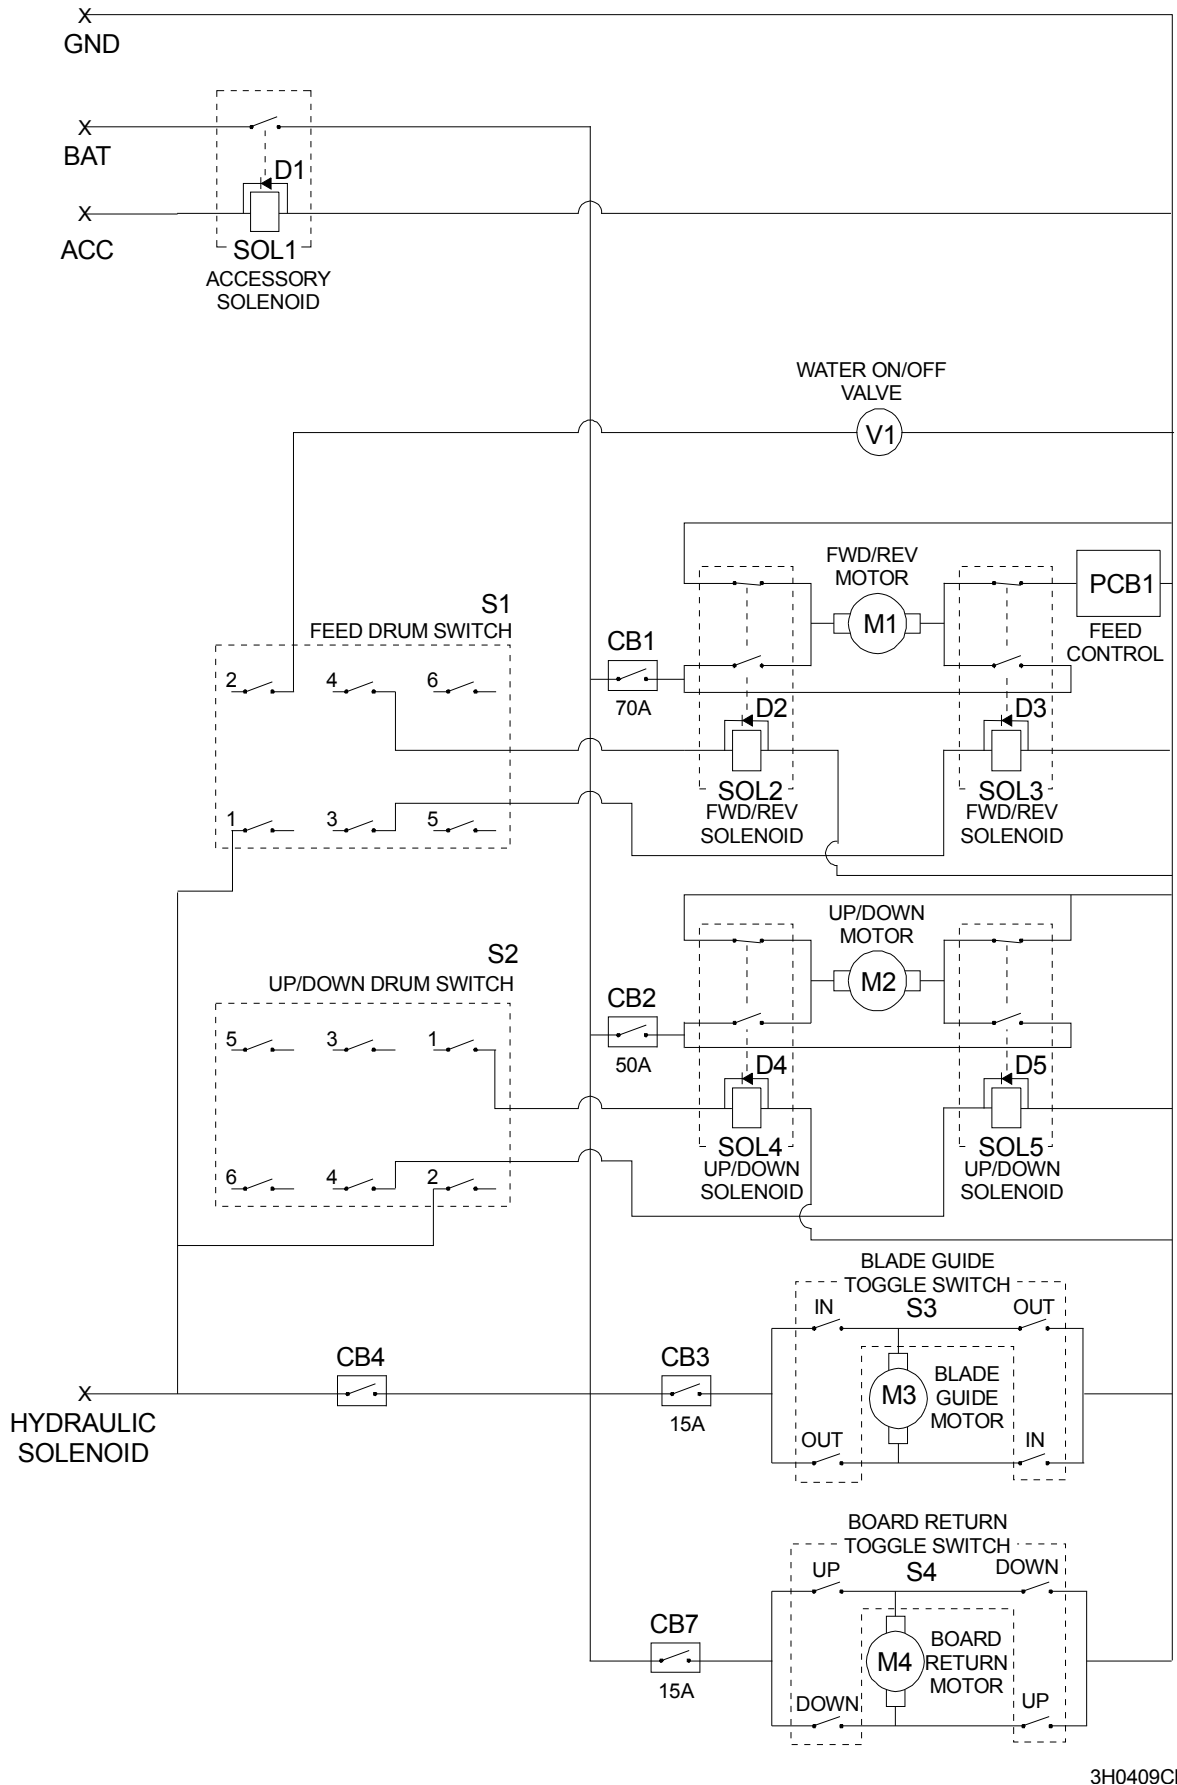 GND
BAT
D1
ACC
SOL1
ACCESSORY
SOLENOID
WATER ON/OFF
VALVE
V1
FWD/REV
MOTOR
M1
PCB1
FEED
CONTROL
S1
FEED DRUM SWITCH
CB1
70A
2 4 6
D2
D3
SOL2
FWD/REV
SOLENOID
SOL3
FWD/REV
SOLENOID
1 3 5
UP/DOWN
MOTOR
M2
S2
UP/DOWN DRUM SWITCH
CB2
50A
5 3 1
D4
D5
SOL4
UP/DOWN
SOLENOID
SOL5
UP/DOWN
SOLENOID
6 4 2
BLADE GUIDE
TOGGLE SWITCH
IN S3 OUT
CB4
CB3
15A
M3
BLADE
GUIDE
MOTOR
OUT IN
X
X
X
X
HYDRAULIC
SOLENOID
BOARD RETURN
TOGGLE SWITCH
UP S4 DOWN
CB7
15A
M4
BOARD
RETURN
MOTOR
DOWN UP